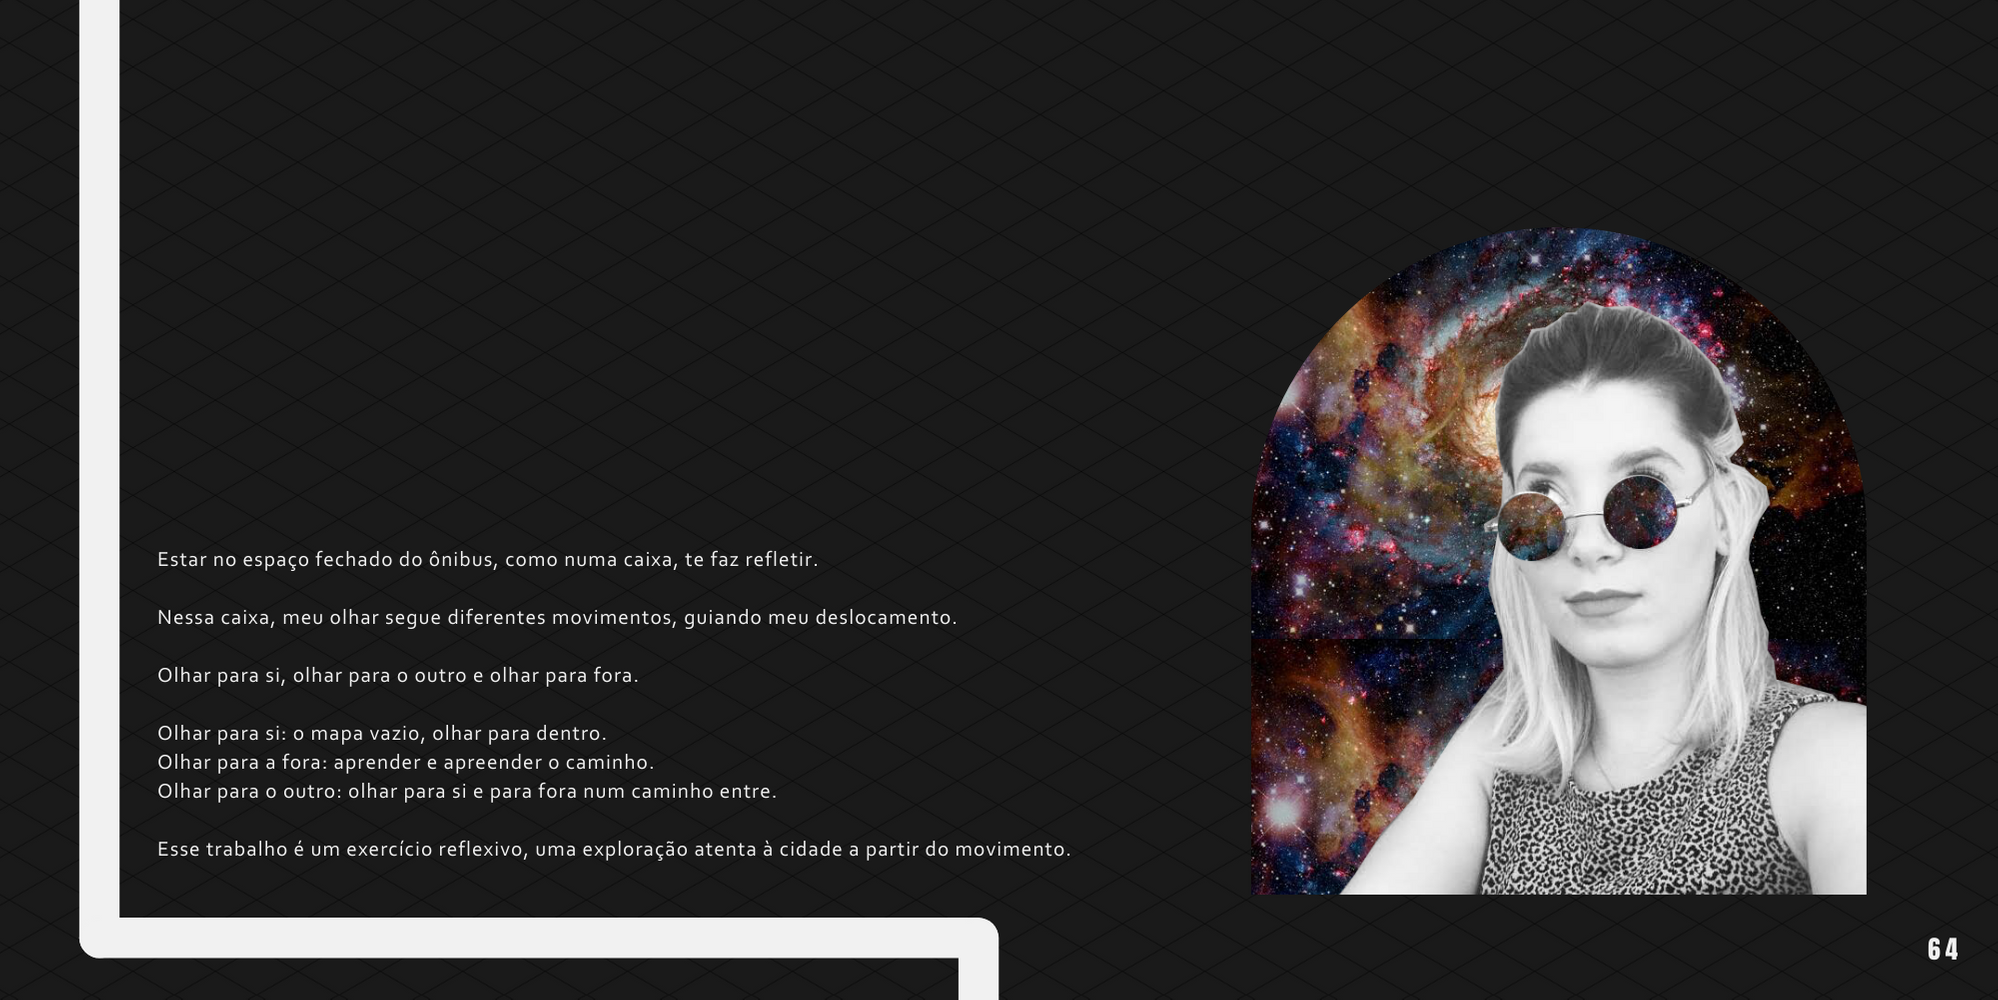 Estar no espaço fechado do ônibus, como numa caixa, te faz refletir.
Nessa caixa, meu olhar segue diferentes movimentos, guiando meu deslocamento.
Olhar para si, olhar para o outro e olhar para fora.
Olhar para si: o mapa vazio, olhar para dentro.
Olhar para a fora: aprender e apreender o caminho.
Olhar para o outro: olhar para si e para fora num caminho entre.
Esse trabalho é um exercício reflexivo, uma exploração atenta à cidade a partir do movimento.
64